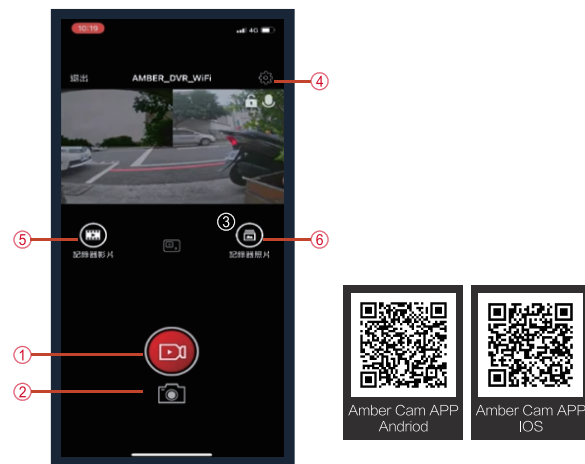 10:19
4G
退出 AMBER_DVR_WiFi
④
③
⑤
⑥
記錄器影片 記錄器照片
①
②
Amber Cam APP
Andriod
Amber Cam APP
IOS